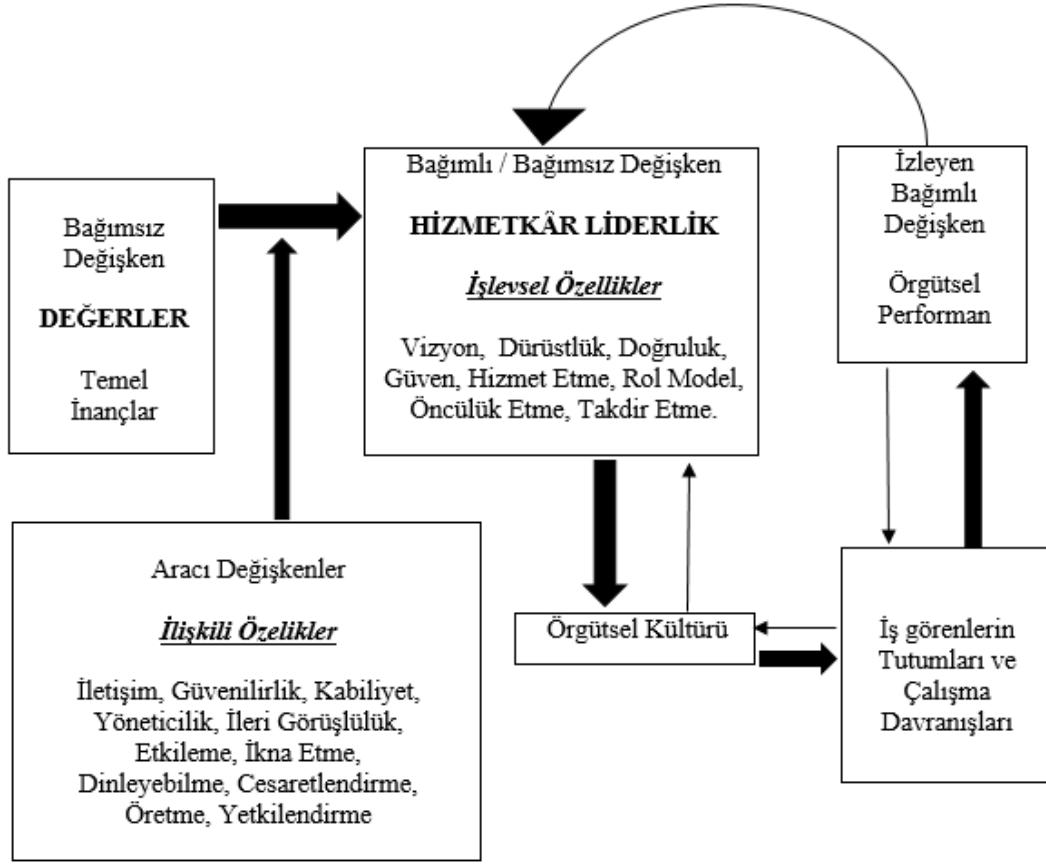 Bağımsız
Değişken
DEĞERLER
Temel
İnançlar
Bağımlı / Bağımsız Değişken
HİZMETKÂR LİDERLİK
İşlevsel Özellikler
Vizyon, Dürüstlük, Doğruluk,
Güven, Hizmet Etme, Rol Model,
Öncülük Etme, Takdir Etme.
İzleyen
Bağımlı
Değişken
Örgütsel
Performan
Aracı Değişkenler
İlişkili Özelikler
İletişim, Güvenilirlik, Kabiliyet,
Yöneticilik, İleri Görüşlülük,
Etkileme, İkna Etme,
Dinleyebilme, Cesaretlendirme,
Öretme, Yetkilendirme
Örgütsel Kültürü
İş görenlerin
Tutumları ve
Çalışma
Davranışları